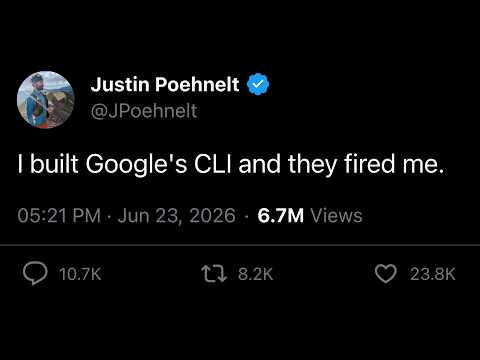 Justin Poehnelt
@JPoehnelt
I built Google's CLI and they fired me.
05:21 PM · Jun 23, 2026 · 6.7M Views
10.7K 8.2K 23.8K